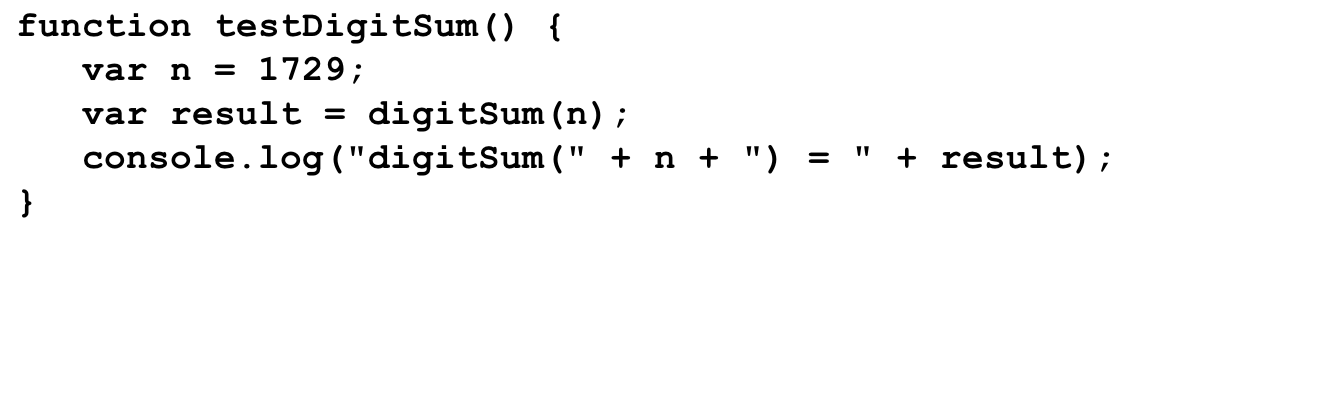 function testDigitSum() {
   var n = 1729;
   var result = digitSum(n);
   console.log("digitSum(" + n + ") = " + result);
}